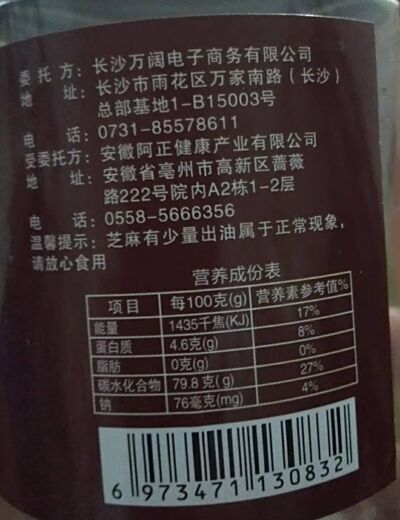 委托方：长沙万阔电子商务有限公司
地　　址：长沙市雨花区万家南路（长沙）
总部基地1-B15003号
电　　话：0731-85578611
受委托方：安徽阿正健康产业有限公司
地　　址：安徽省亳州市高新区蔷薇
路222号院内A2栋1-2层
电　　话：0558-5666356
温馨提示：芝麻有少量出油属于正常现象，
请放心食用
营养成份表
项目 每100克(g) 营养素参考值%
能量 1435千焦(KJ) 17%
蛋白质 4.6克(g) 8%
脂肪 0克(g) 0%
碳水化合物 79.8克(g) 27%
钠 76毫克(mg) 4%
6 973471 130832